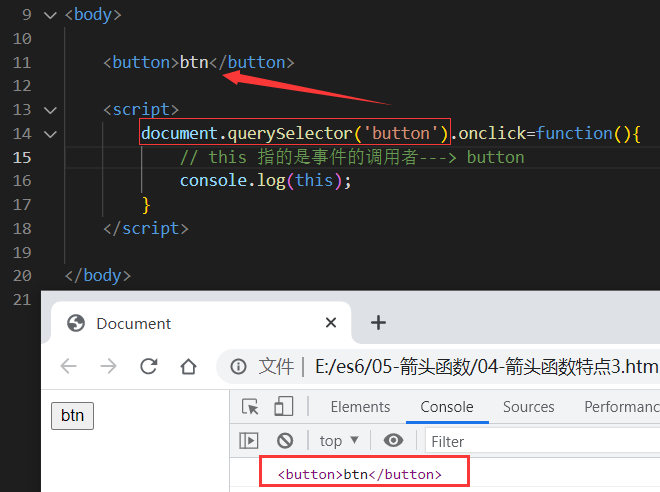 9 <body>
10
11 <button>btn</button>
12
13 <script>
14 document.querySelector('button').onclick=function(){
15 // this 指的是事件的调用者---> button
16 console.log(this);
17 }
18 </script>
19
20 </body>
21
Document
文件 E:/es6/05-箭头函数/04-箭头函数特点3.htm
btn
Elements Console Sources Performance
top Filter
<button>btn</button>